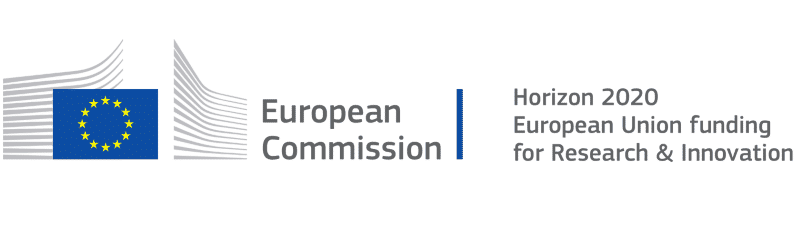 European
Commission
Horizon 2020
European Union funding
for Research & Innovation